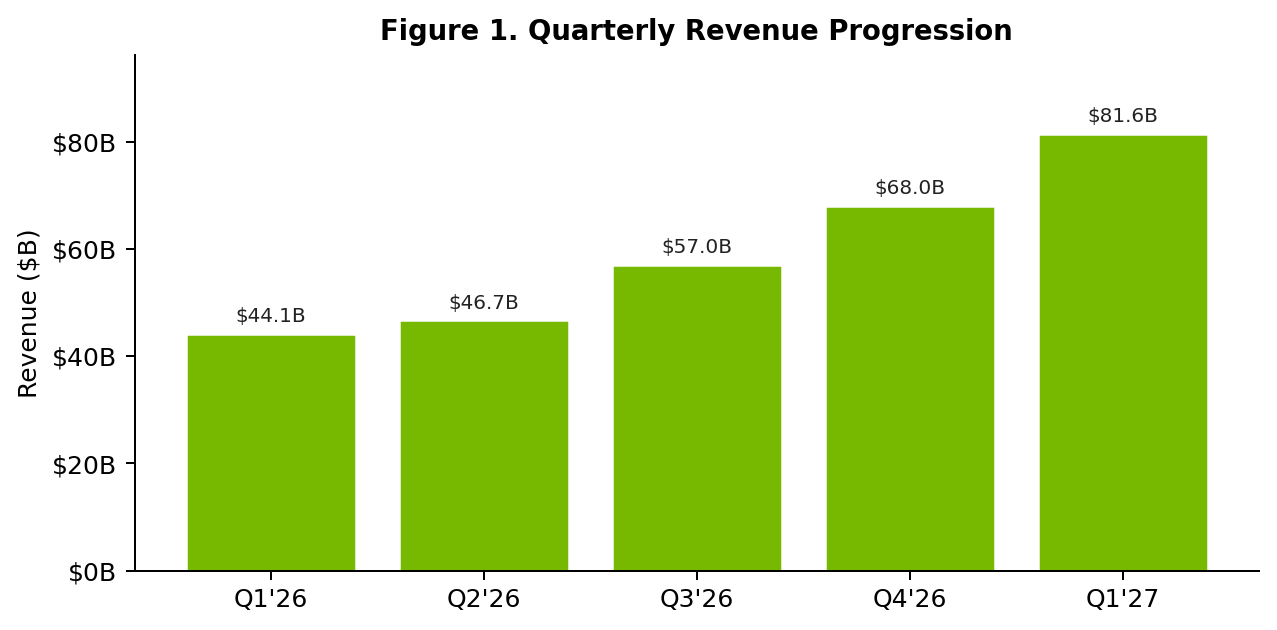 Figure 1. Quarterly Revenue Progression
Revenue ($B)
$80B
$60B
$40B
$20B
$0B
$44.1B
$46.7B
$57.0B
$68.0B
$81.6B
Q1'26
Q2'26
Q3'26
Q4'26
Q1'27